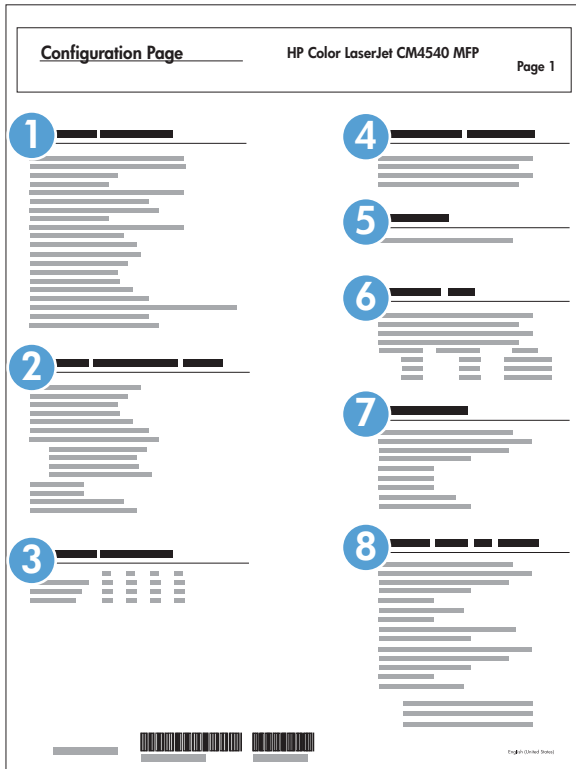 Configuration Page
HP Color LaserJet CM4540 MFP
Page 1
1
2
3
4
5
6
7
8
English (United States)